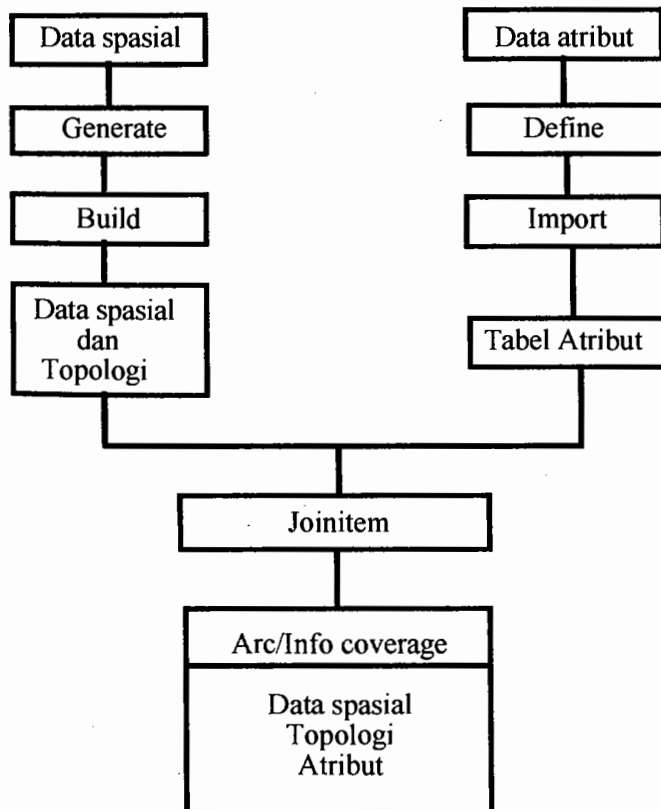 Data spasial
Generate
Build
Data spasial
dan
Topologi
Data atribut
Define
Import
Tabel Atribut
Joinitem
Arc/Info coverage
Data spasial
Topologi
Atribut